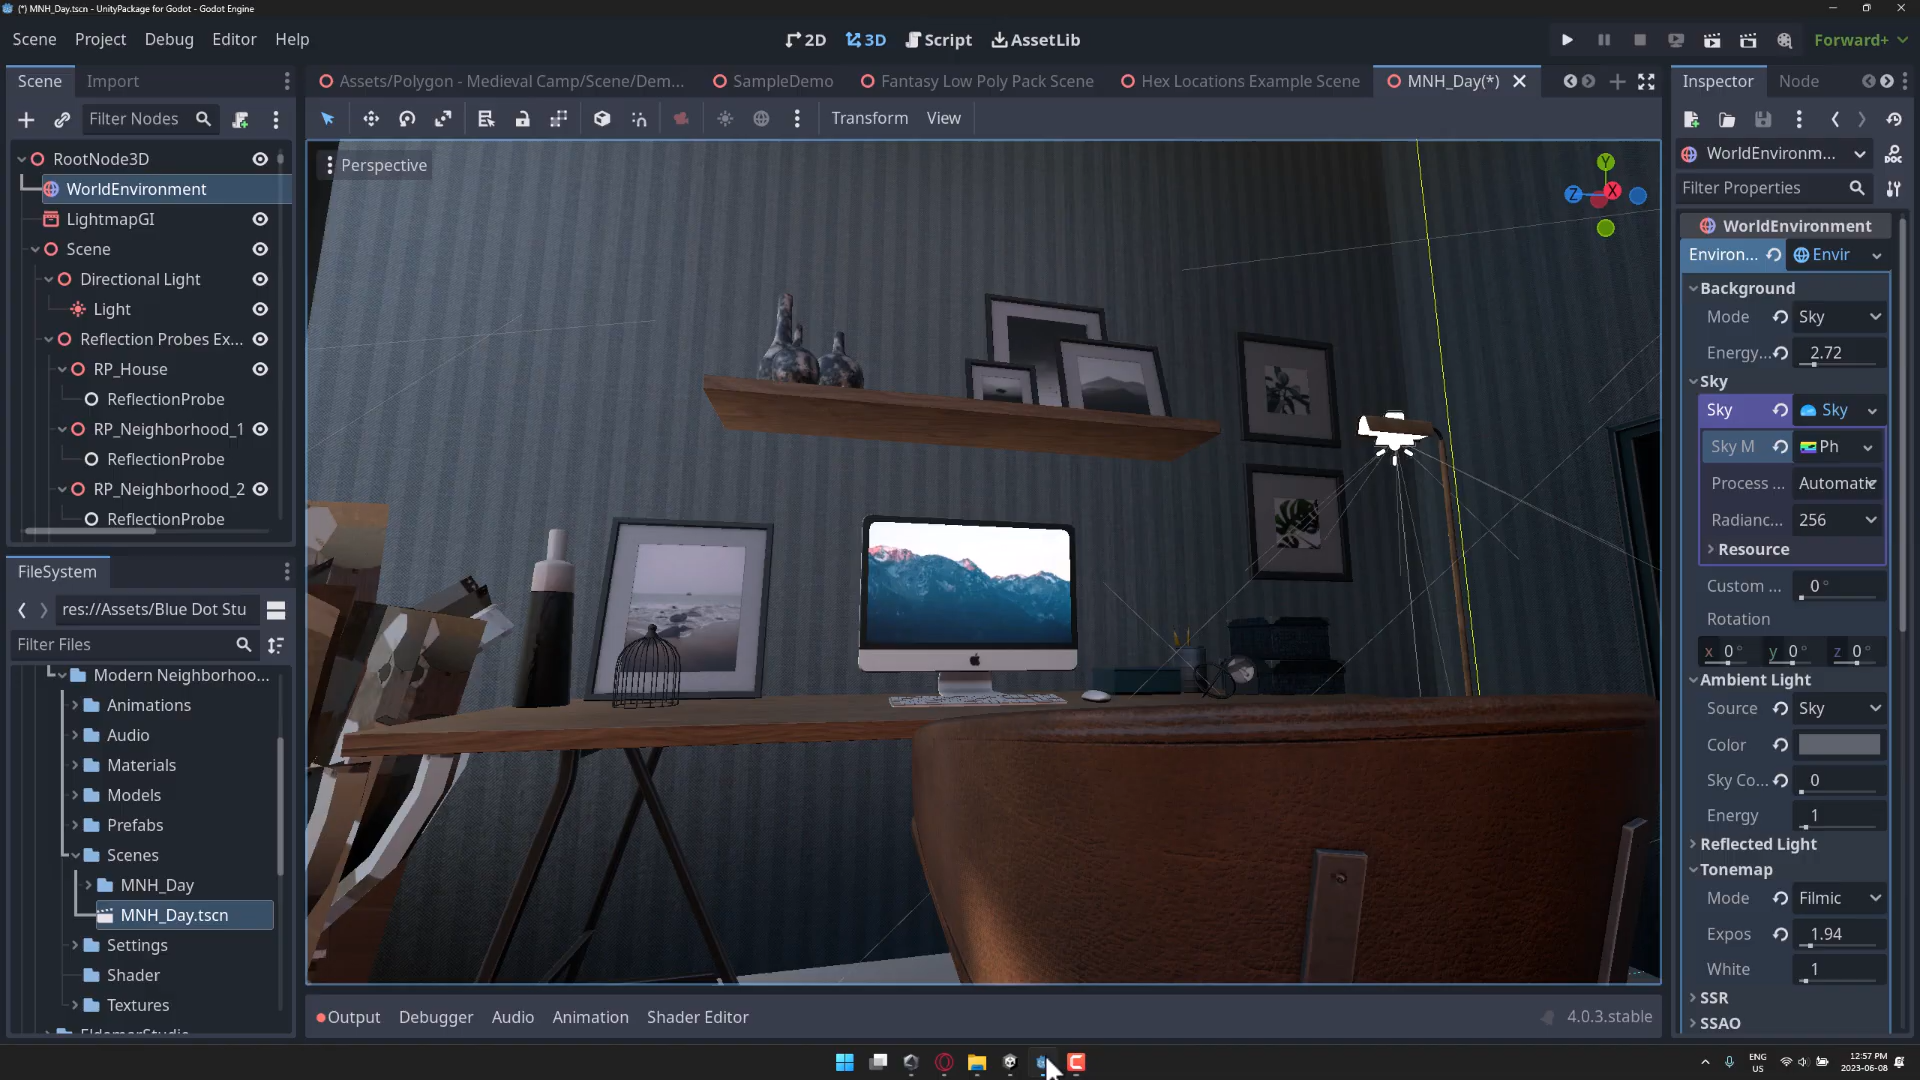 (*) MNH_Day.tscn - UnityPackage for Godot - Godot Engine
Scene Project Debug Editor Help
2D 3D Script AssetLib
Forward+
Scene Import
Assets/Polygon - Medieval Camp/Scene/Dem...
SampleDemo
Fantasy Low Poly Pack Scene
Hex Locations Example Scene
MNH_Day(*)
Inspector Node
Filter Nodes
Transform View
Perspective
Y
Z
X
RootNode3D
WorldEnvironment
LightmapGI
Scene
Directional Light
Light
Reflection Probes Ex...
RP_House
ReflectionProbe
RP_Neighborhood_1
ReflectionProbe
RP_Neighborhood_2
ReflectionProbe
FileSystem
res://Assets/Blue Dot Stu
Filter Files
Modern Neighborhoo...
Animations
Audio
Materials
Models
Prefabs
Scenes
MNH_Day
MNH_Day.tscn
Settings
Shader
Textures
WorldEnvironm...
Filter Properties
WorldEnvironment
Environ... Envir
Background
Mode Sky
Energy... 2.72
Sky
Sky Sky
Sky M Ph
Process ... Automatic
Radianc... 256
Resource
Custom ... 0°
Rotation
x 0° y 0° z 0°
Ambient Light
Source Sky
Color
Sky Co... 0
Energy 1
Reflected Light
Tonemap
Mode Filmic
Expos 1.94
White 1
SSR
SSAO
Output Debugger Audio Animation Shader Editor
4.0.3.stable
ENG
US
12:57 PM
2023-06-08